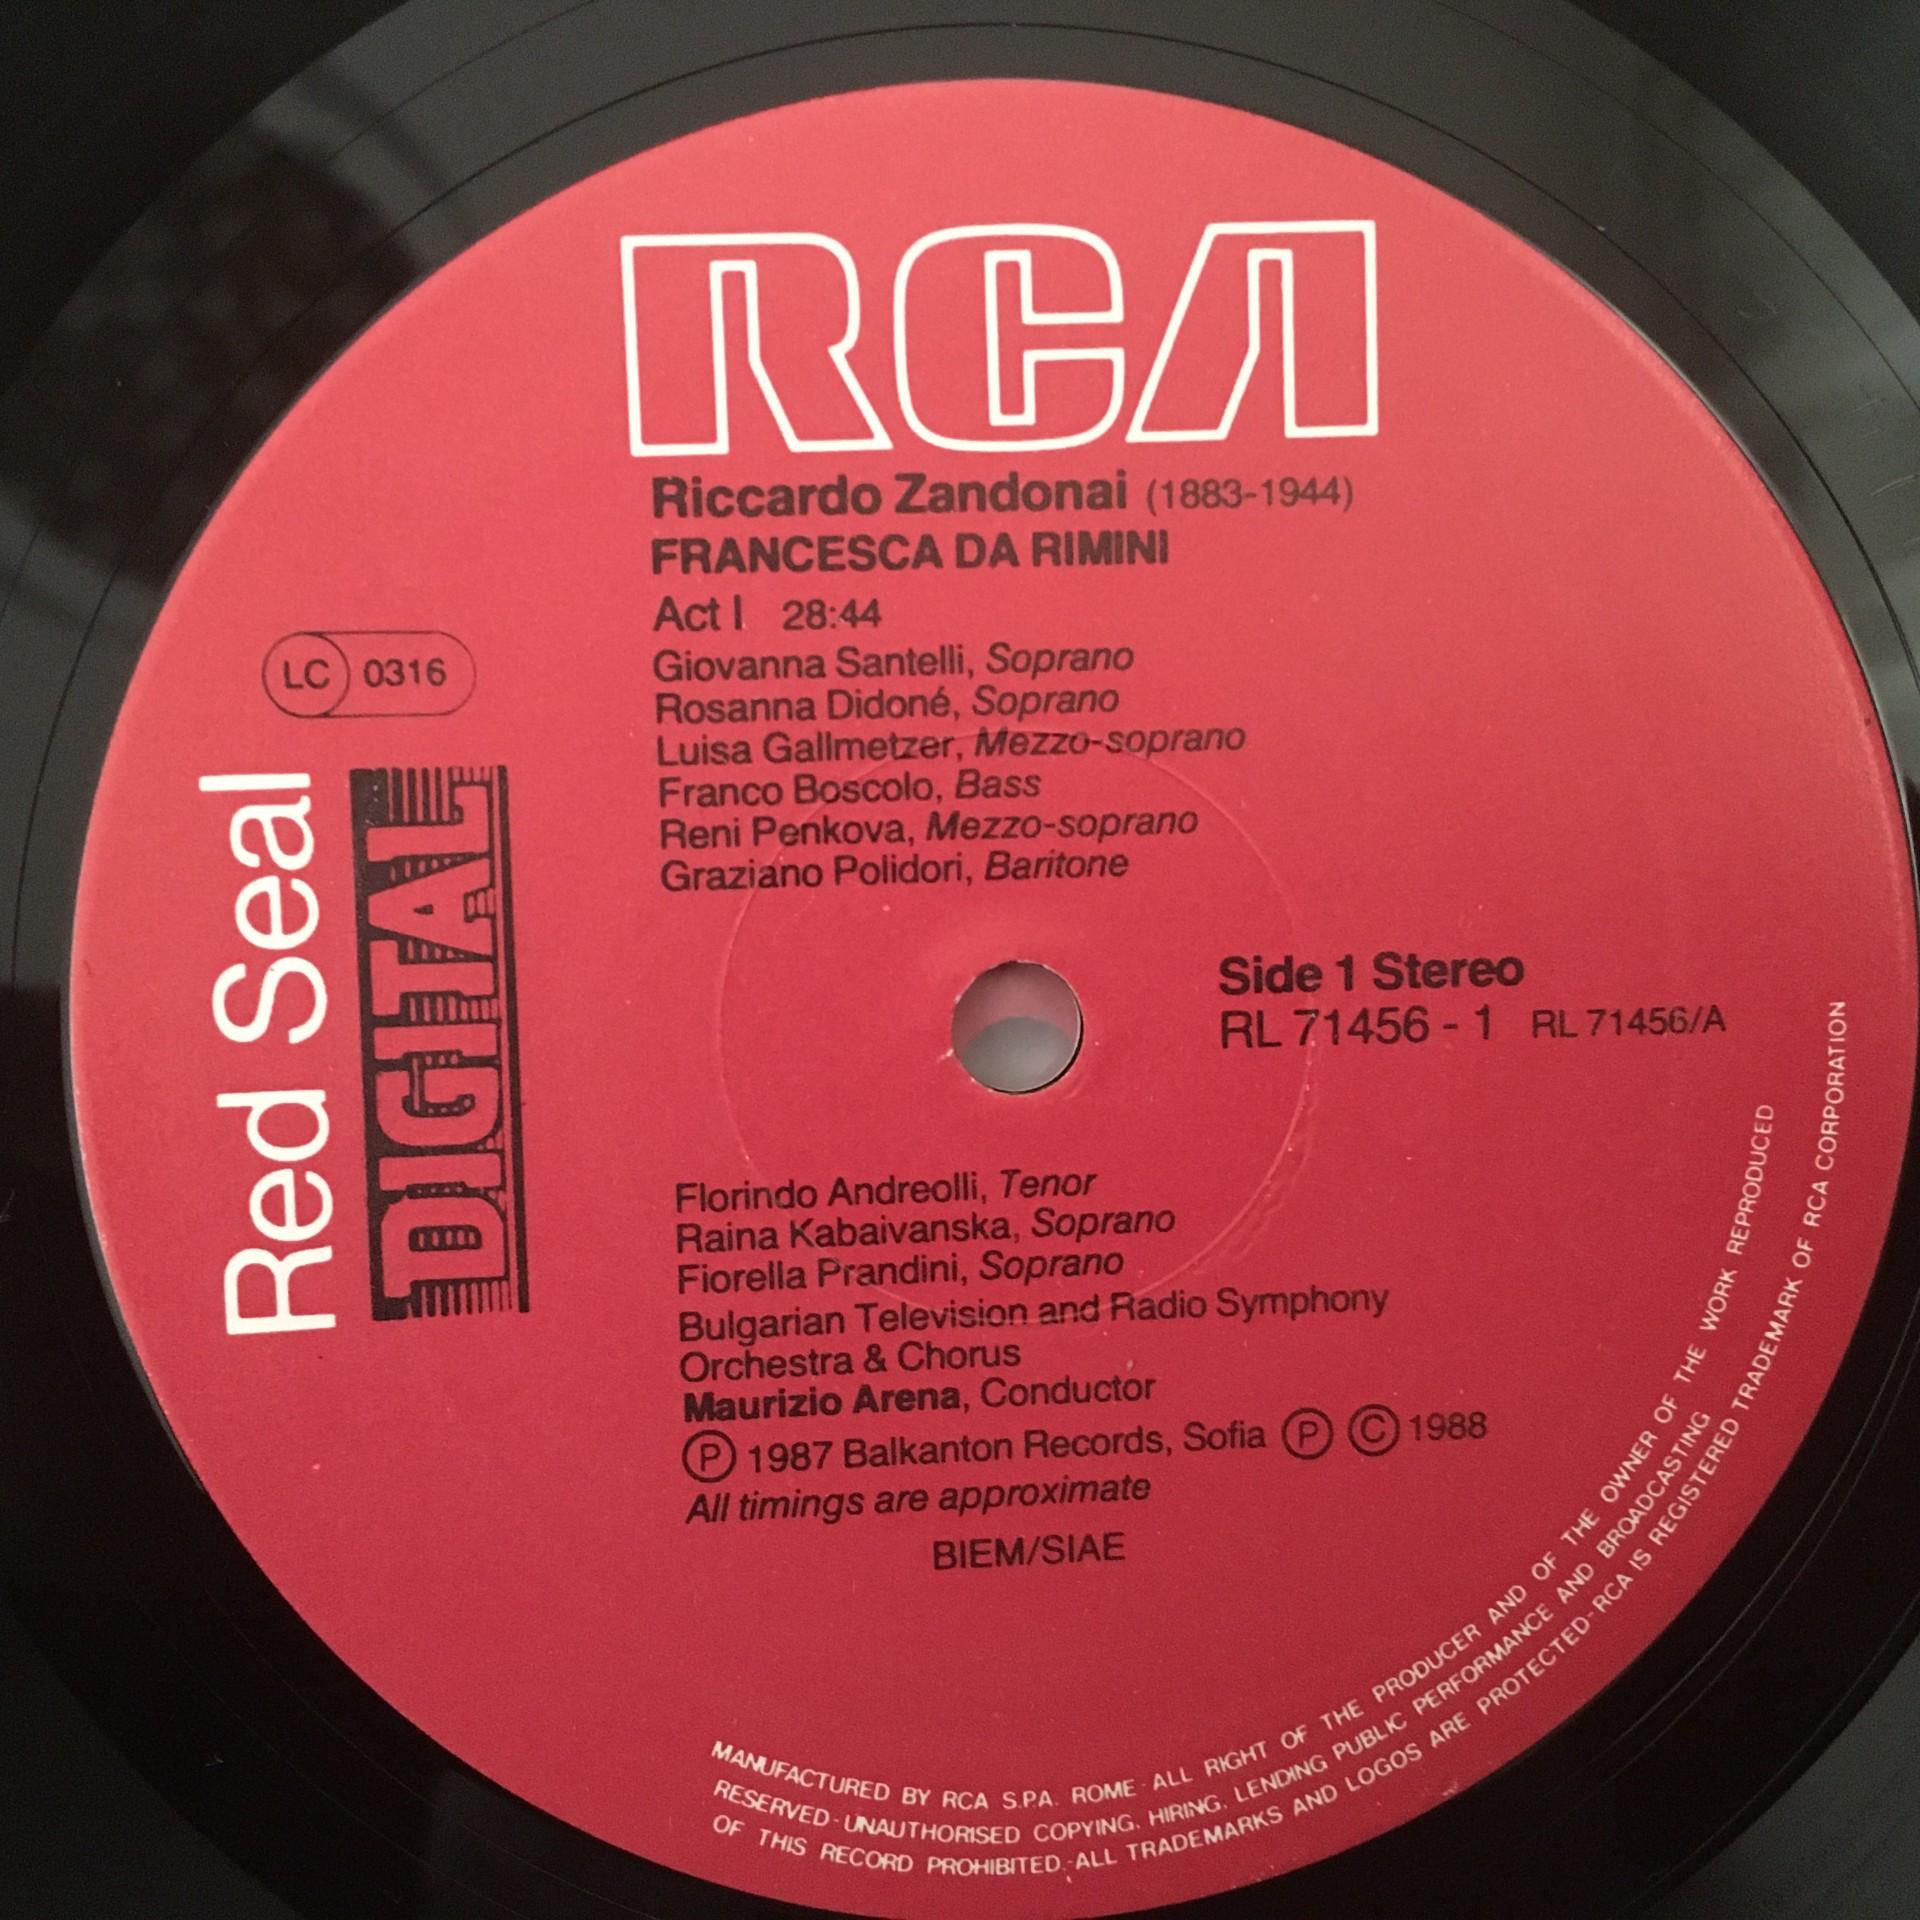 RCA
Riccardo Zandonai (1883-1944)
FRANCESCA DA RIMINI
Act I 28:44
Giovanna Santelli, Soprano
Rosanna Didoné, Soprano
Luisa Gallmetzer, Mezzo-soprano
Franco Boscolo, Bass
Reni Penkova, Mezzo-soprano
Graziano Polidori, Baritone
LC 0316
Red Seal
DIGITAL
Side 1 Stereo
RL 71456 - 1 RL 71456/A
Florindo Andreolli, Tenor
Raina Kabaivanska, Soprano
Fiorella Prandini, Soprano
Bulgarian Television and Radio Symphony
Orchestra & Chorus
Maurizio Arena, Conductor
Ⓟ 1987 Balkanton Records, Sofia Ⓟ © 1988
All timings are approximate
BIEM/SIAE
MANUFACTURED BY RCA S.P.A. ROME - ALL RIGHT OF THE PRODUCER AND OF THE OWNER OF THE WORK REPRODUCED
RESERVED - UNAUTHORISED COPYING, HIRING, LENDING PUBLIC PERFORMANCE AND BROADCASTING
OF THIS RECORD PROHIBITED.-ALL TRADEMARKS AND LOGOS ARE PROTECTED-RCA IS REGISTERED TRADEMARK OF RCA CORPORATION